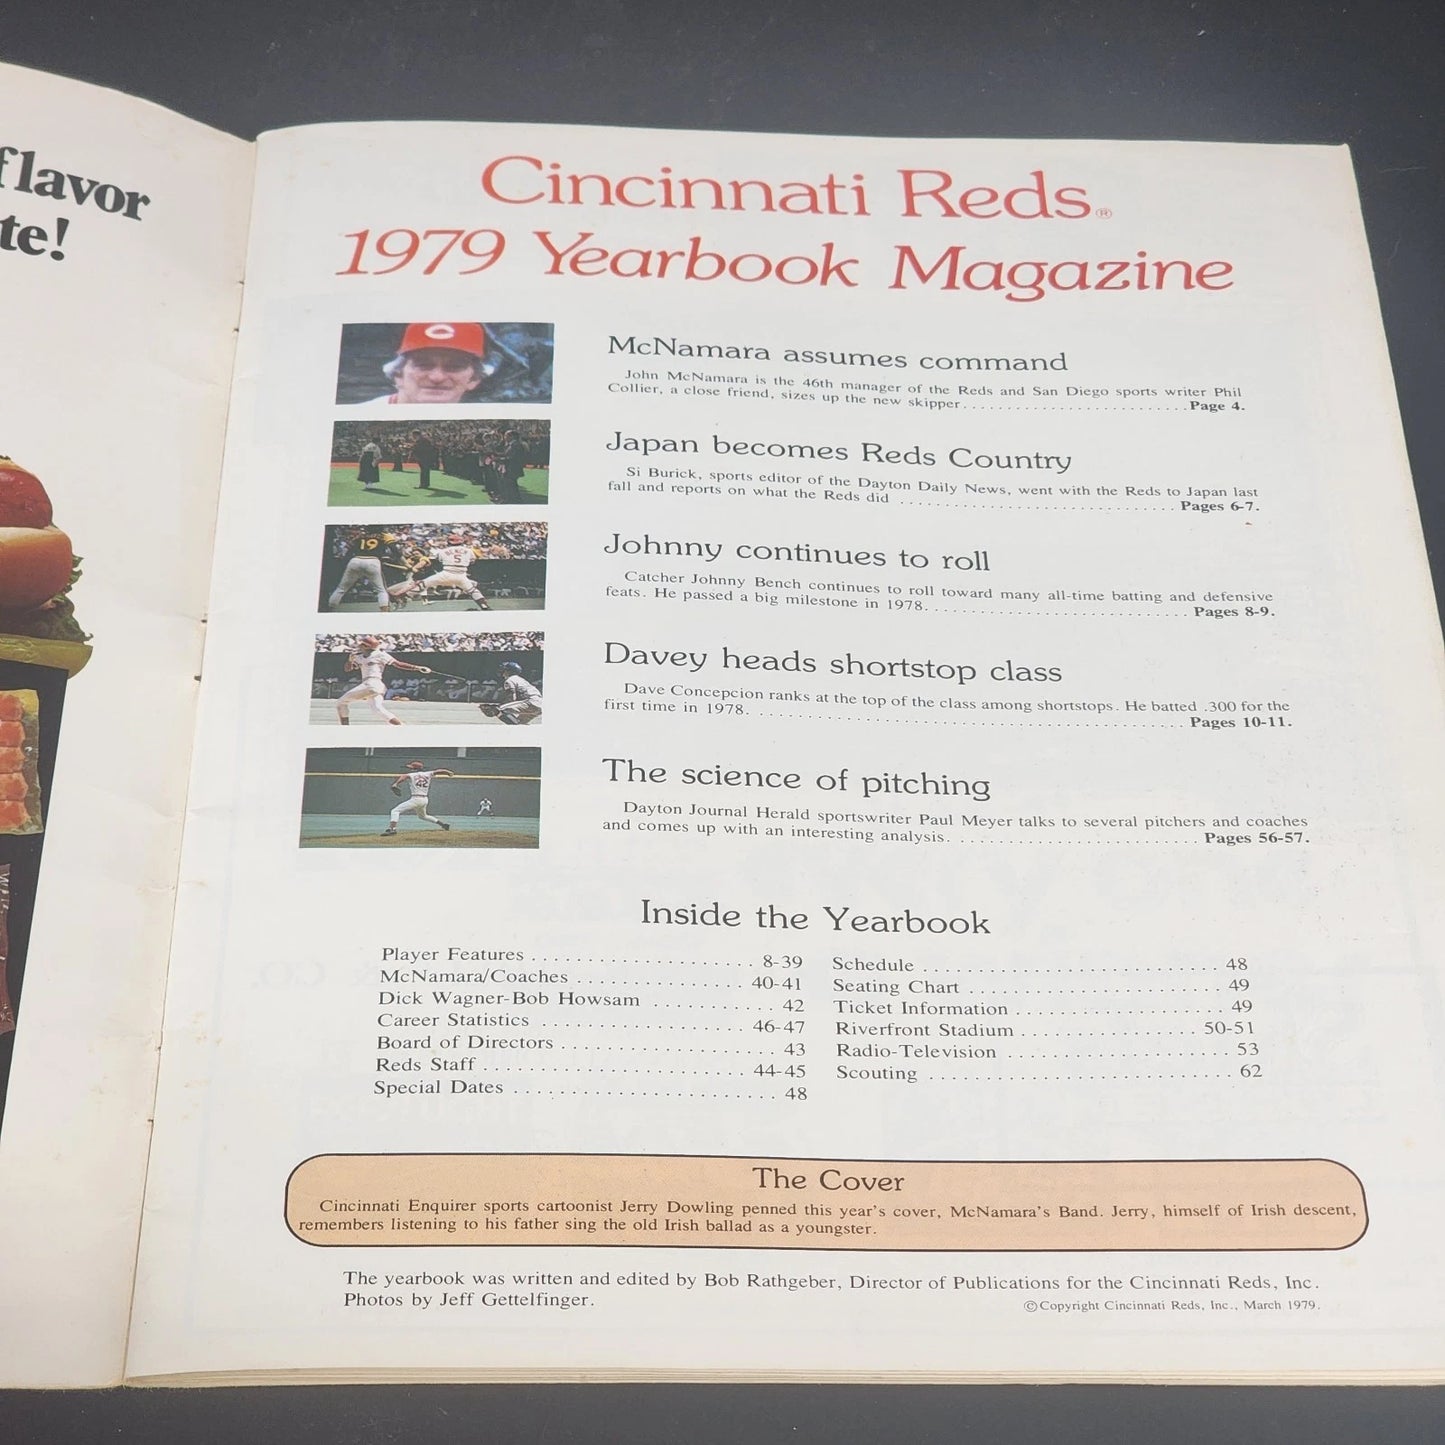 flavor
te!
Cincinnati Reds®
1979 Yearbook Magazine
McNamara assumes command
John McNamara is the 46th manager of the Reds and San Diego sports writer Phil
Collier, a close friend, sizes up the new skipper. . . . . . . . . . . . . . . . . . . . . . . . . Page 4.
Japan becomes Reds Country
Si Burick, sports editor of the Dayton Daily News, went with the Reds to Japan last
fall and reports on what the Reds did . . . . . . . . . . . . . . . . . . . . . . . . . . . . . . Pages 6-7.
Johnny continues to roll
Catcher Johnny Bench continues to roll toward many all-time batting and defensive
feats. He passed a big milestone in 1978. . . . . . . . . . . . . . . . . . . . . . . . . . . . . Pages 8-9.
Davey heads shortstop class
Dave Concepcion ranks at the top of the class among shortstops. He batted .300 for the
first time in 1978. . . . . . . . . . . . . . . . . . . . . . . . . . . . . . . . . . . . . . . . . . . . . Pages 10-11.
The science of pitching
Dayton Journal Herald sportswriter Paul Meyer talks to several pitchers and coaches
and comes up with an interesting analysis. . . . . . . . . . . . . . . . . . . . . . . . . Pages 56-57.
19
BENCH
5
42
Inside the Yearbook
Player Features . . . . . . . . . . . . . . . . . . . . 8-39
McNamara/Coaches . . . . . . . . . . . . . . . 40-41
Dick Wagner-Bob Howsam . . . . . . . . . . . 42
Career Statistics . . . . . . . . . . . . . . . . . . 46-47
Board of Directors . . . . . . . . . . . . . . . . . . . 43
Reds Staff . . . . . . . . . . . . . . . . . . . . . . . . 44-45
Special Dates . . . . . . . . . . . . . . . . . . . . . . . 48
Schedule . . . . . . . . . . . . . . . . . . . . . . . . . . 48
Seating Chart . . . . . . . . . . . . . . . . . . . . . . 49
Ticket Information . . . . . . . . . . . . . . . . . . 49
Riverfront Stadium . . . . . . . . . . . . . . . 50-51
Radio-Television . . . . . . . . . . . . . . . . . . . . 53
Scouting . . . . . . . . . . . . . . . . . . . . . . . . . . . 62
The Cover
Cincinnati Enquirer sports cartoonist Jerry Dowling penned this year's cover, McNamara's Band. Jerry, himself of Irish descent,
remembers listening to his father sing the old Irish ballad as a youngster.
The yearbook was written and edited by Bob Rathgeber, Director of Publications for the Cincinnati Reds, Inc.
Photos by Jeff Gettelfinger.
©Copyright Cincinnati Reds, Inc., March 1979.